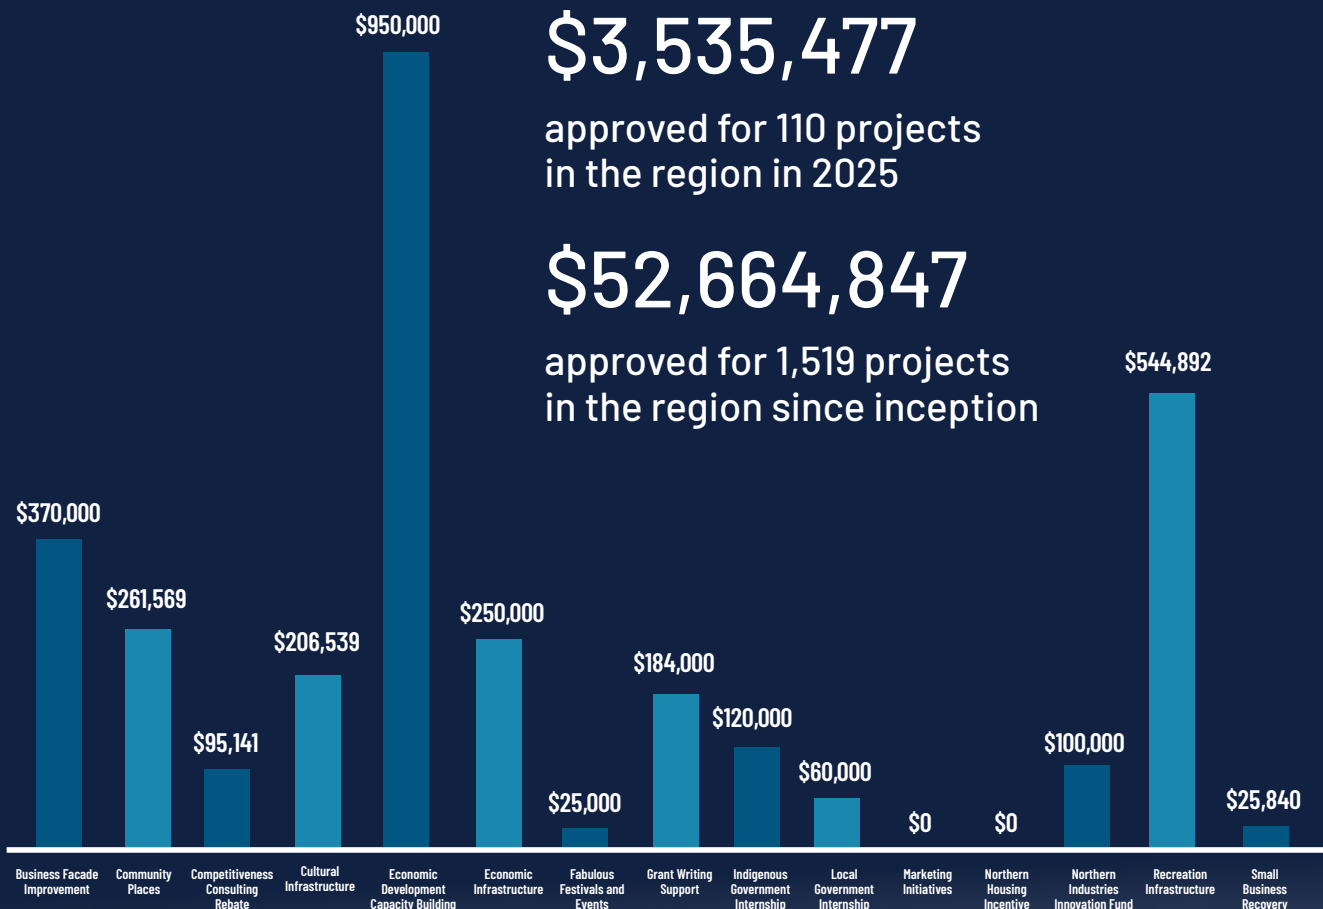 $3,535,477
approved for 110 projects
in the region in 2025
$52,664,847
approved for 1,519 projects
in the region since inception
$370,000
$261,569
$95,141
$206,539
$950,000
$250,000
$25,000
$184,000
$120,000
$60,000
$0
$0
$100,000
$544,892
$25,840
Business Facade
Improvement
Community
Places
Competitiveness
Consulting
Rebate
Cultural
Infrastructure
Economic
Development
Capacity Building
Economic
Infrastructure
Fabulous
Festivals and
Events
Grant Writing
Support
Indigenous
Government
Internship
Local
Government
Internship
Marketing
Initiatives
Northern
Housing
Incentive
Northern
Industries
Innovation Fund
Recreation
Infrastructure
Small
Business
Recovery